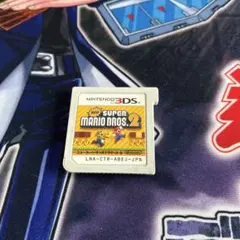 NINTENDO 3DS
NEW SUPER
MARIO BROS. 2
LNA-CTR-ABEJ-JPN